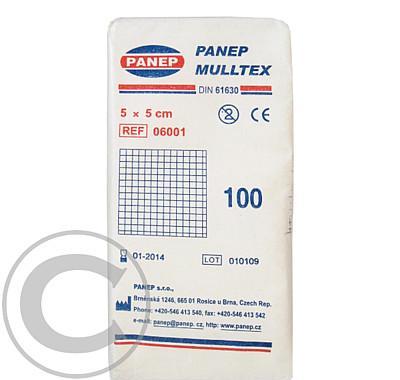 PANEP
PANEP
MULLTEX
DIN 61630
5 x 5 cm
REF 06001
100
01-2014
LOT 010109
PANEP s.r.o.,
Brněnská 1246, 665 01 Rosice u Brna, Czech Rep.
Phone: +420-546 413 540, fax: +420-546 413 542
e-mail: panep@panep. cz, http: www.panep.cz